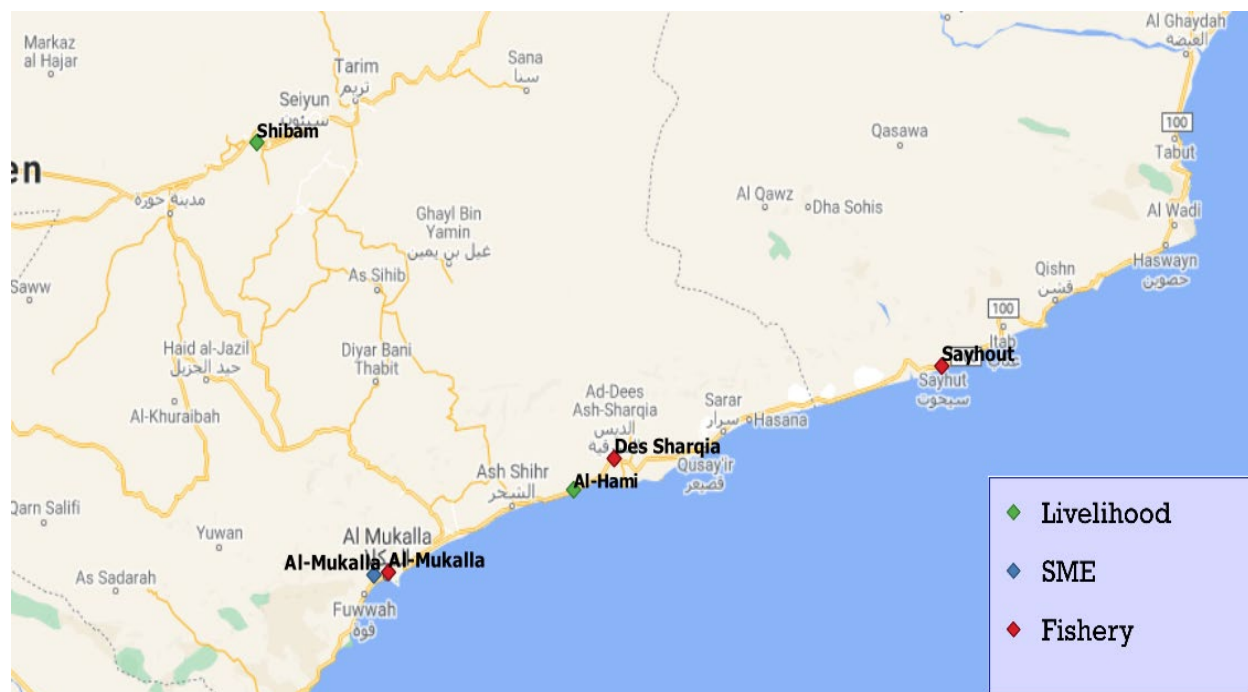 Markaz
al Hajar
Al Ghaydah
الغيضة
Sana
سنا
Tarim
تريم
Seiyun
سيئون
Shibam
100
Tabut
Qasawa
en
مدينة حورة
Al Qawz
Dha Sohis
Al Wadi
Ghayl Bin
Yamin
غيل بن يمين
As Sihib
Haswayn
حصوين
Qishn
قشن
Saww
100
Haid al-Jazil
حيد الجزيل
Diyar Bani
Thabit
Itab
Sayhout
Sayhut
سيحوت
Al-Khuraibah
Ad-Dees
Ash-Sharqia
الديس
Sarar
سرار
Hasana
Des Sharqia
Qusay'ir
قصيعر
Ash Shihr
الشحر
Al-Hami
Qarn Salifi
Yuwan
Al Mukalla
Al-Mukalla
Al-Mukalla
As Sadarah
Fuwwah
فوة
Livelihood
SME
Fishery